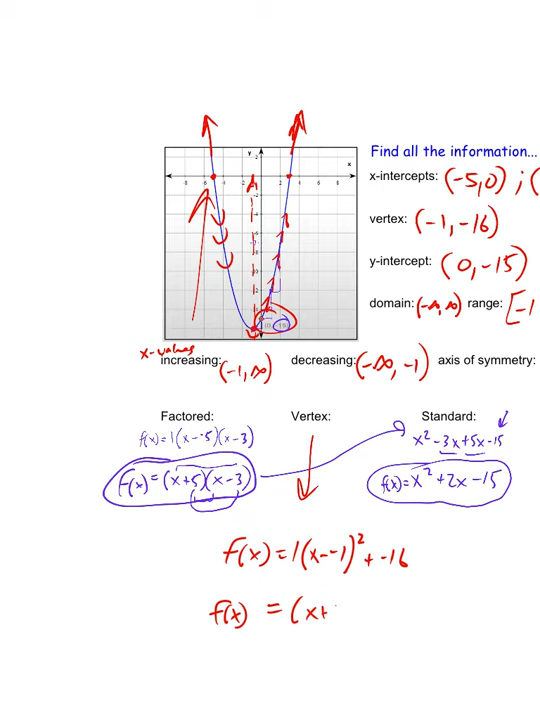 y
x
Find all the information...
x-intercepts: (-5,0) ; (
vertex: (-1, -16)
y-intercept: (0, -15)
domain: (-∞, ∞) range: [-1
x-values
increasing: (-1, ∞) decreasing: (-∞, -1) axis of symmetry:
Factored: Vertex: Standard:
f(x) = 1(x--5)(x-3)
x² - 3x + 5x - 15
f(x) = (x+5)(x-3)
f(x) = x² + 2x - 15
f(x) = 1(x--1)² + -16
f(x) = (x+